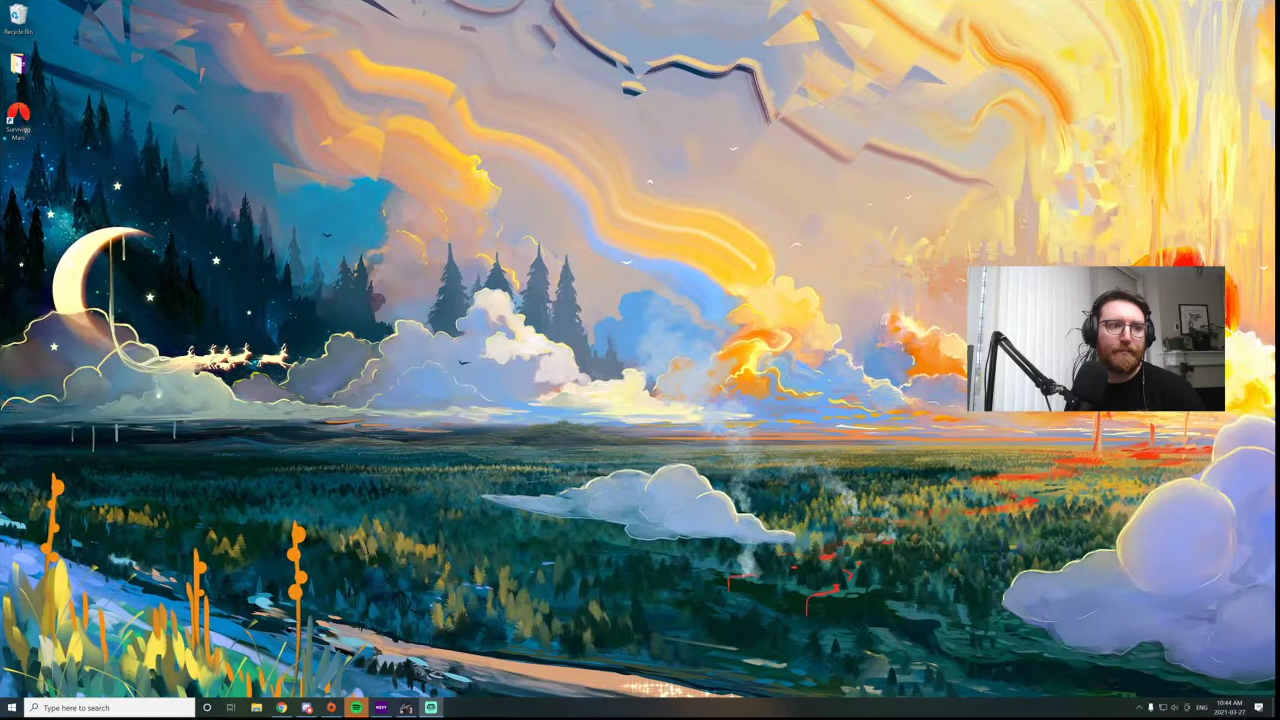 Recycle Bin
Surviving
Mars
Type here to search
NEXT
ENG
10:44 AM
2021-03-27